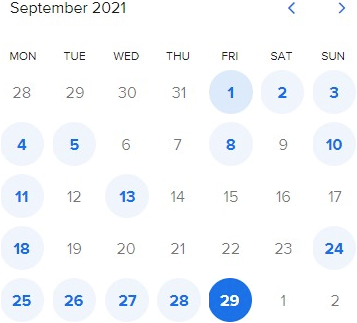 September 2021
MON TUE WED THU FRI SAT SUN
28 29 30 31 1 2 3
4 5 6 7 8 9 10
11 12 13 14 15 16 17
18 19 20 21 22 23 24
25 26 27 28 29 1 2